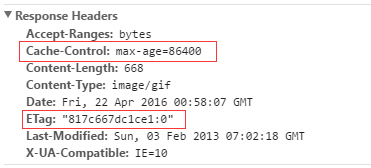 Response Headers
Accept-Ranges: bytes
Cache-Control: max-age=86400
Content-Length: 668
Content-Type: image/gif
Date: Fri, 22 Apr 2016 00:58:07 GMT
ETag: "817c667dc1ce1:0"
Last-Modified: Sun, 03 Feb 2013 07:02:18 GMT
X-UA-Compatible: IE=10